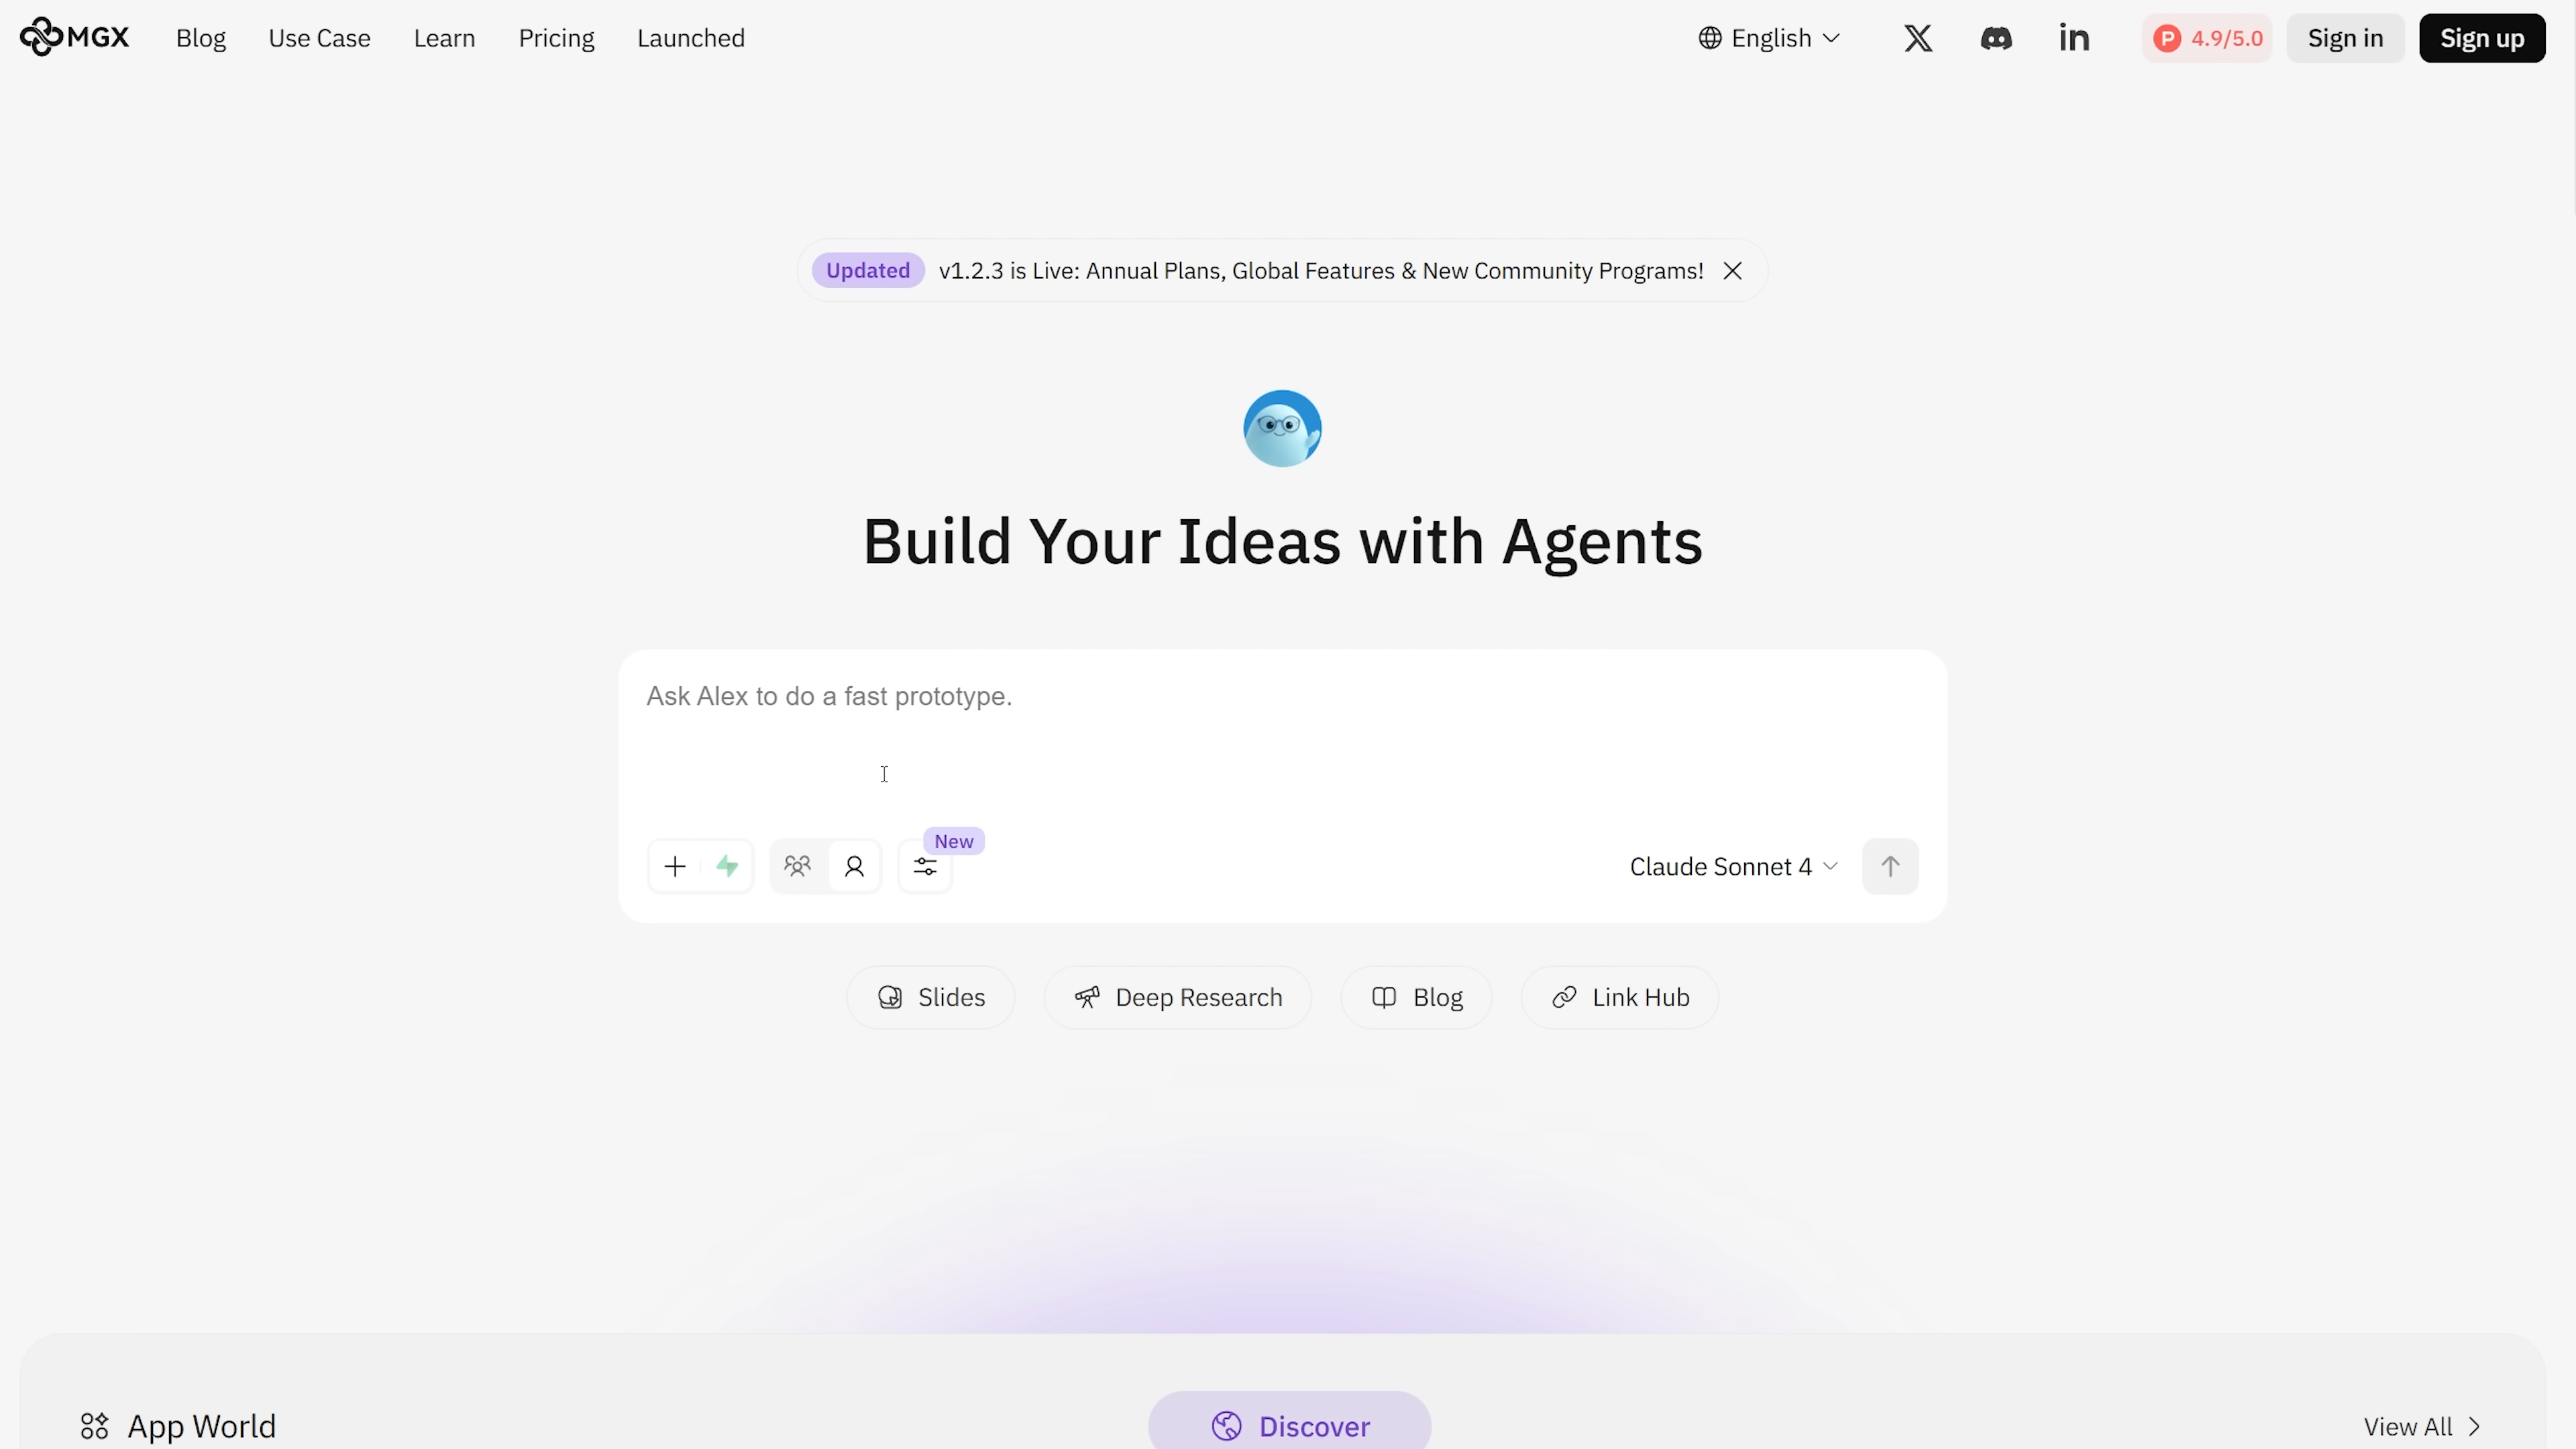 MGX Blog Use Case Learn Pricing Launched English P 4.9/5.0 Sign in Sign up
Updated v1.2.3 is Live: Annual Plans, Global Features & New Community Programs!
Build Your Ideas with Agents
Ask Alex to do a fast prototype.
New
Claude Sonnet 4
Slides Deep Research Blog Link Hub
App World Discover View All